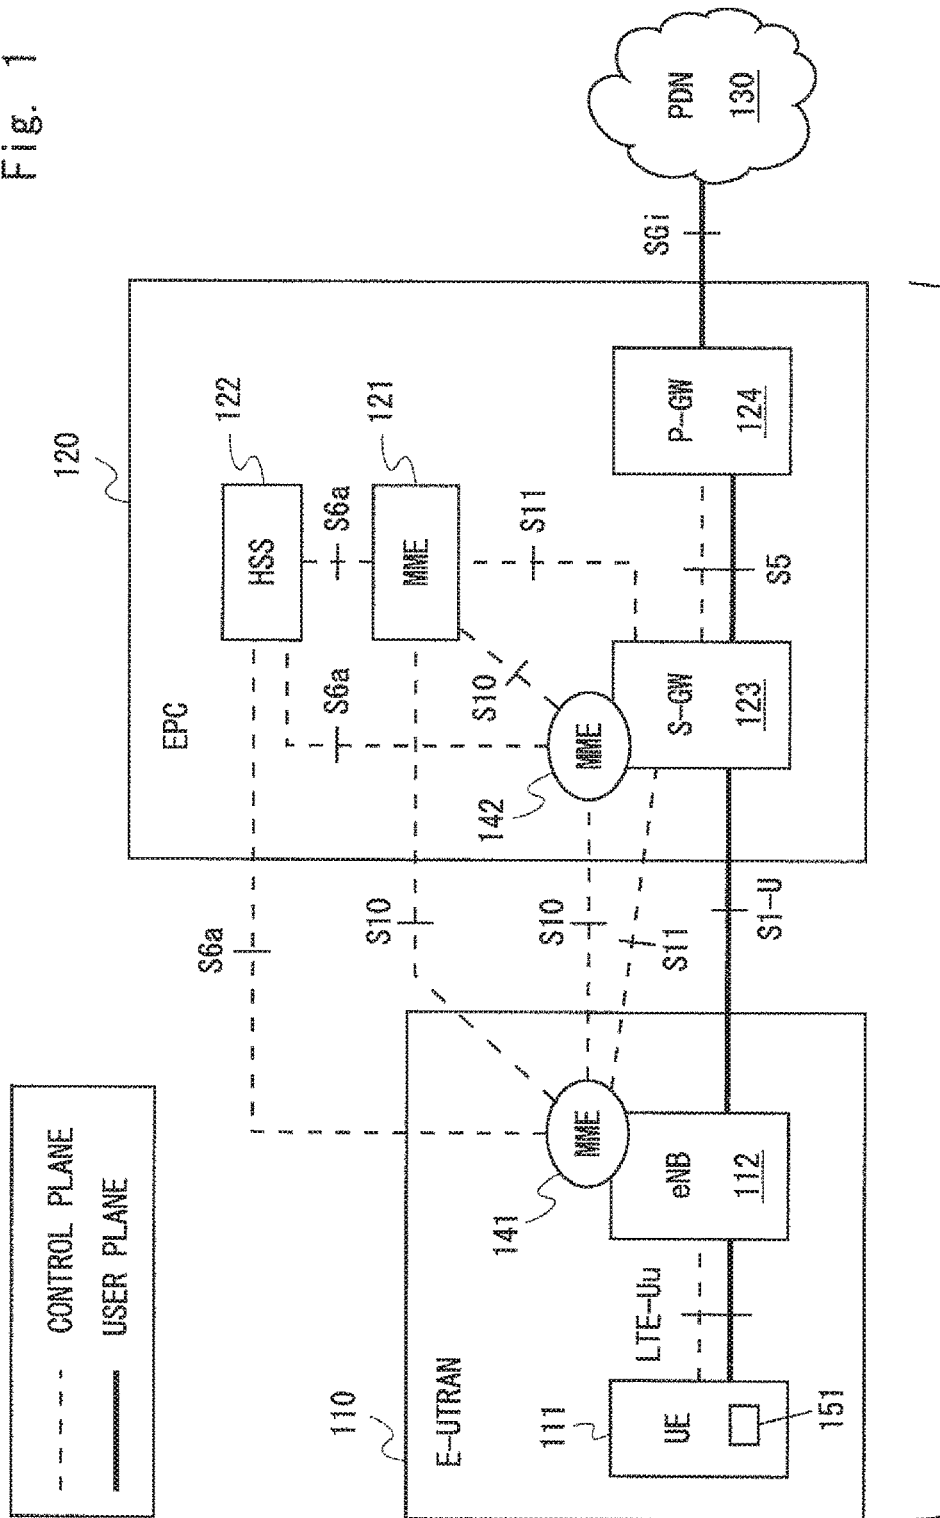 Fig. 1
CONTROL PLANE
USER PLANE
120
EPC
HSS
122
S6a
MME
121
S6a
S6a
S10
S10
S11
MME
142
S10
S11
S-GW
123
S5
P-GW
124
SGi
PDN
130
S1-U
110
E-UTRAN
MME
141
eNB
112
LTE-Uu
111
UE
151